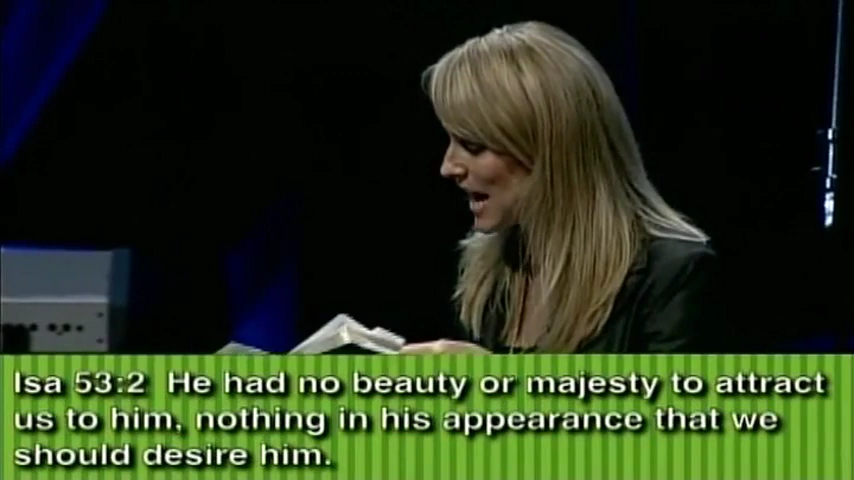 Isa 53:2 He had no beauty or majesty to attract
us to him, nothing in his appearance that we
should desire him.